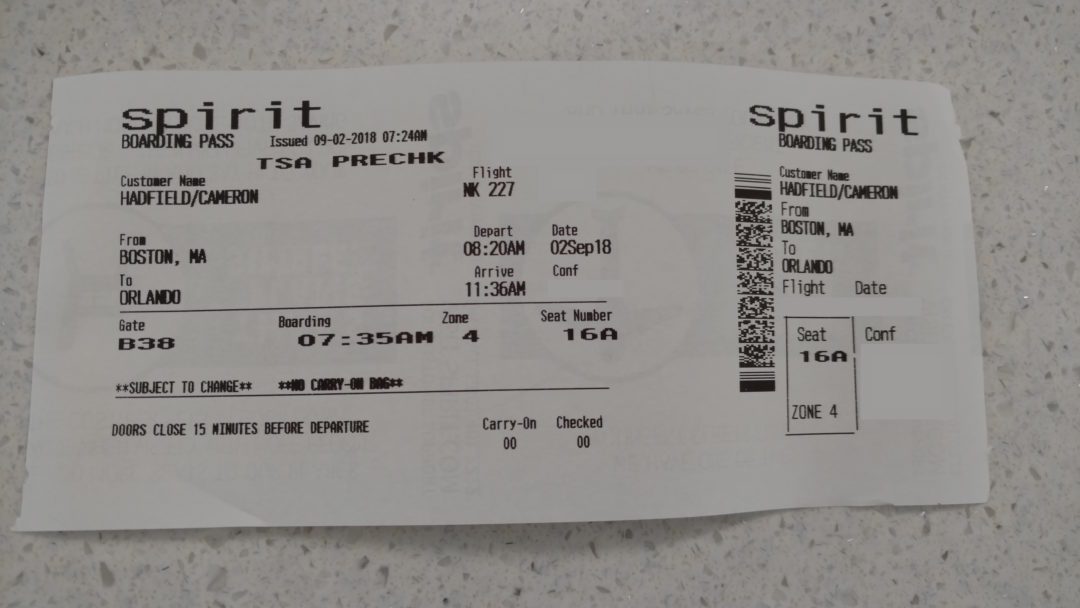 spirit
BOARDING PASS Issued 09-02-2018 07:24AM
TSA PRECHK
Customer Name Flight
HADFIELD/CAMERON NK 227
From Depart Date
BOSTON, MA 08:20AM 02Sep18
To Arrive Conf
ORLANDO 11:36AM
Gate Boarding Zone Seat Number
B38 07:35AM 4 16A
**SUBJECT TO CHANGE** **NO CARRY-ON BAG**
DOORS CLOSE 15 MINUTES BEFORE DEPARTURE
Carry-On Checked
00 00
spirit
BOARDING PASS
Customer Name
HADFIELD/CAMERON
From
BOSTON, MA
To
ORLANDO
Flight Date
Seat Conf
16A
ZONE 4